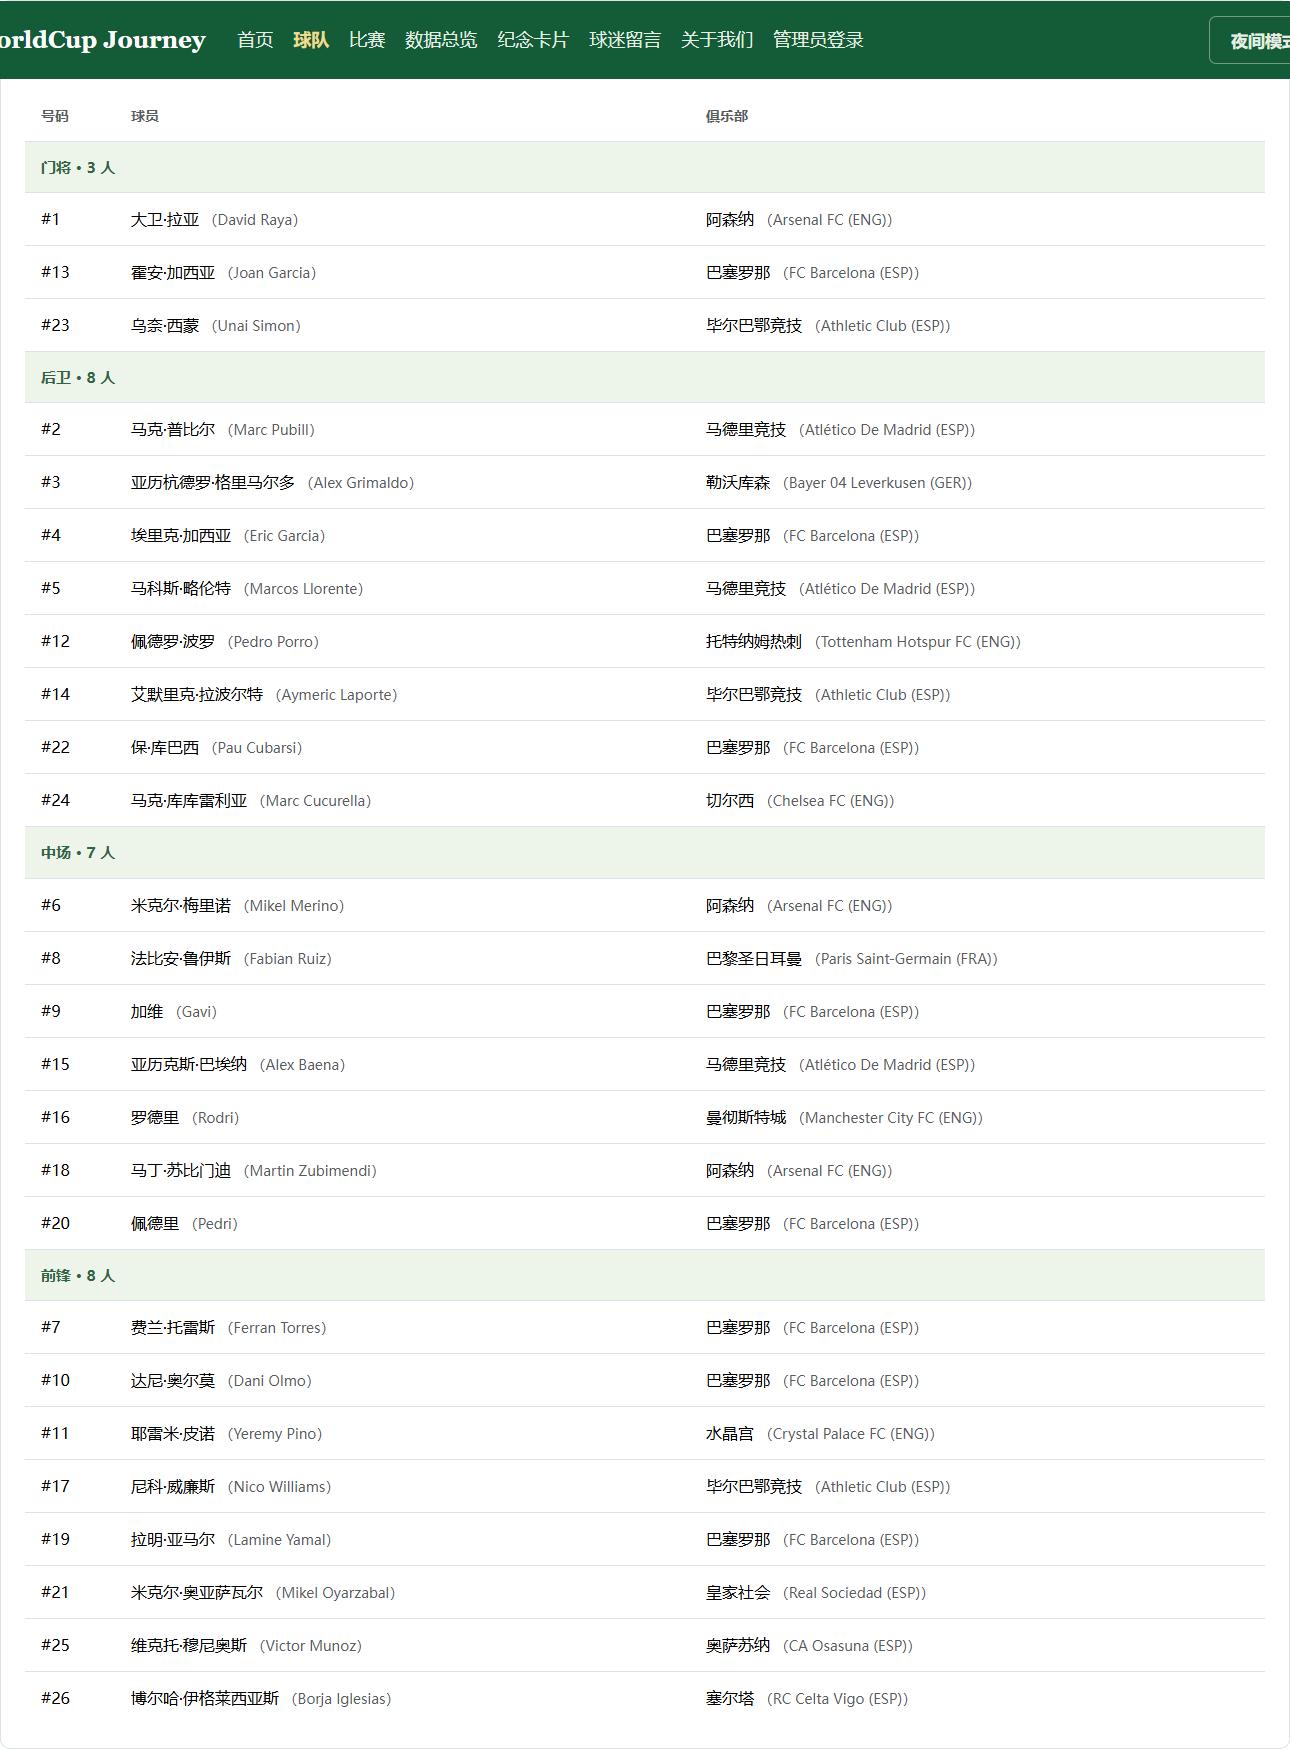 orldCup Journey 首页 球队 比赛 数据总览 纪念卡片 球迷留言 关于我们 管理员登录 夜间模式
号码 球员 俱乐部
门将 • 3 人
#1 大卫·拉亚 （David Raya） 阿森纳 （Arsenal FC (ENG)）
#13 霍安·加西亚 （Joan Garcia） 巴塞罗那 （FC Barcelona (ESP)）
#23 乌奈·西蒙 （Unai Simon） 毕尔巴鄂竞技 （Athletic Club (ESP)）
后卫 • 8 人
#2 马克·普比尔 （Marc Pubill） 马德里竞技 （Atlético De Madrid (ESP)）
#3 亚历杭德罗·格里马尔多 （Alex Grimaldo） 勒沃库森 （Bayer 04 Leverkusen (GER)）
#4 埃里克·加西亚 （Eric Garcia） 巴塞罗那 （FC Barcelona (ESP)）
#5 马科斯·略伦特 （Marcos Llorente） 马德里竞技 （Atlético De Madrid (ESP)）
#12 佩德罗·波罗 （Pedro Porro） 托特纳姆热刺 （Tottenham Hotspur FC (ENG)）
#14 艾默里克·拉波尔特 （Aymeric Laporte） 毕尔巴鄂竞技 （Athletic Club (ESP)）
#22 保·库巴西 （Pau Cubarsi） 巴塞罗那 （FC Barcelona (ESP)）
#24 马克·库库雷利亚 （Marc Cucurella） 切尔西 （Chelsea FC (ENG)）
中场 • 7 人
#6 米克尔·梅里诺 （Mikel Merino） 阿森纳 （Arsenal FC (ENG)）
#8 法比安·鲁伊斯 （Fabian Ruiz） 巴黎圣日耳曼 （Paris Saint-Germain (FRA)）
#9 加维 （Gavi） 巴塞罗那 （FC Barcelona (ESP)）
#15 亚历克斯·巴埃纳 （Alex Baena） 马德里竞技 （Atlético De Madrid (ESP)）
#16 罗德里 （Rodri） 曼彻斯特城 （Manchester City FC (ENG)）
#18 马丁·苏比门迪 （Martin Zubimendi） 阿森纳 （Arsenal FC (ENG)）
#20 佩德里 （Pedri） 巴塞罗那 （FC Barcelona (ESP)）
前锋 • 8 人
#7 费兰·托雷斯 （Ferran Torres） 巴塞罗那 （FC Barcelona (ESP)）
#10 达尼·奥尔莫 （Dani Olmo） 巴塞罗那 （FC Barcelona (ESP)）
#11 耶雷米·皮诺 （Yeremy Pino） 水晶宫 （Crystal Palace FC (ENG)）
#17 尼科·威廉斯 （Nico Williams） 毕尔巴鄂竞技 （Athletic Club (ESP)）
#19 拉明·亚马尔 （Lamine Yamal） 巴塞罗那 （FC Barcelona (ESP)）
#21 米克尔·奥亚萨瓦尔 （Mikel Oyarzabal） 皇家社会 （Real Sociedad (ESP)）
#25 维克托·穆尼奥斯 （Victor Munoz） 奥萨苏纳 （CA Osasuna (ESP)）
#26 博尔哈·伊格莱西亚斯 （Borja Iglesias） 塞尔塔 （RC Celta Vigo (ESP)）